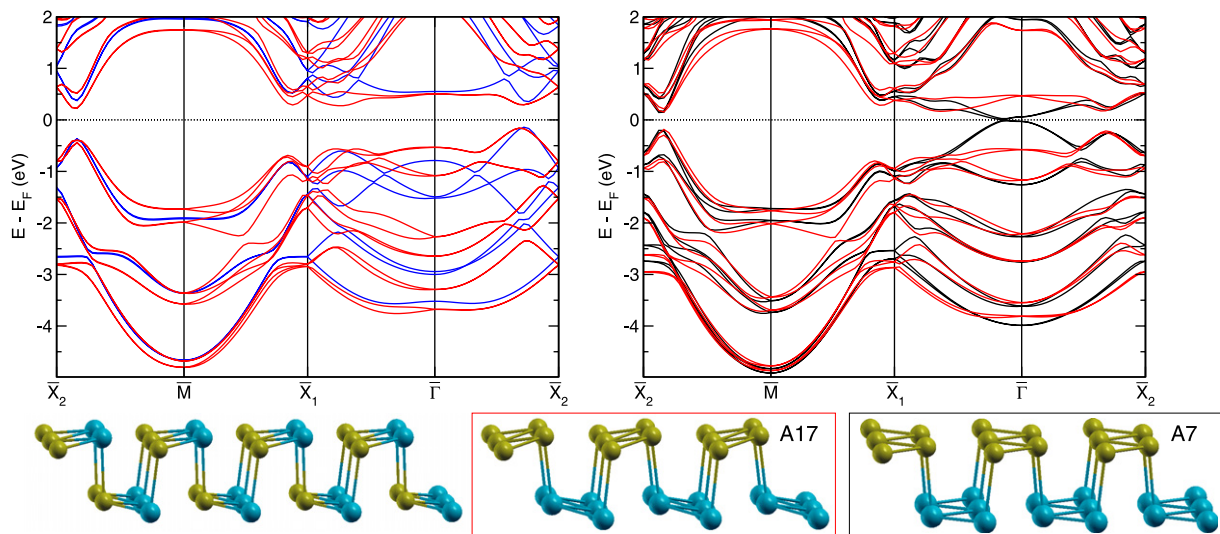 2
1
0
-1
-2
-3
-4
E - E_F (eV)
X̅₂ M̅ X̅₁ Γ̅ X̅₂
2
1
0
-1
-2
-3
-4
E - E_F (eV)
X̅₂ M̅ X̅₁ Γ̅ X̅₂
A17
A7